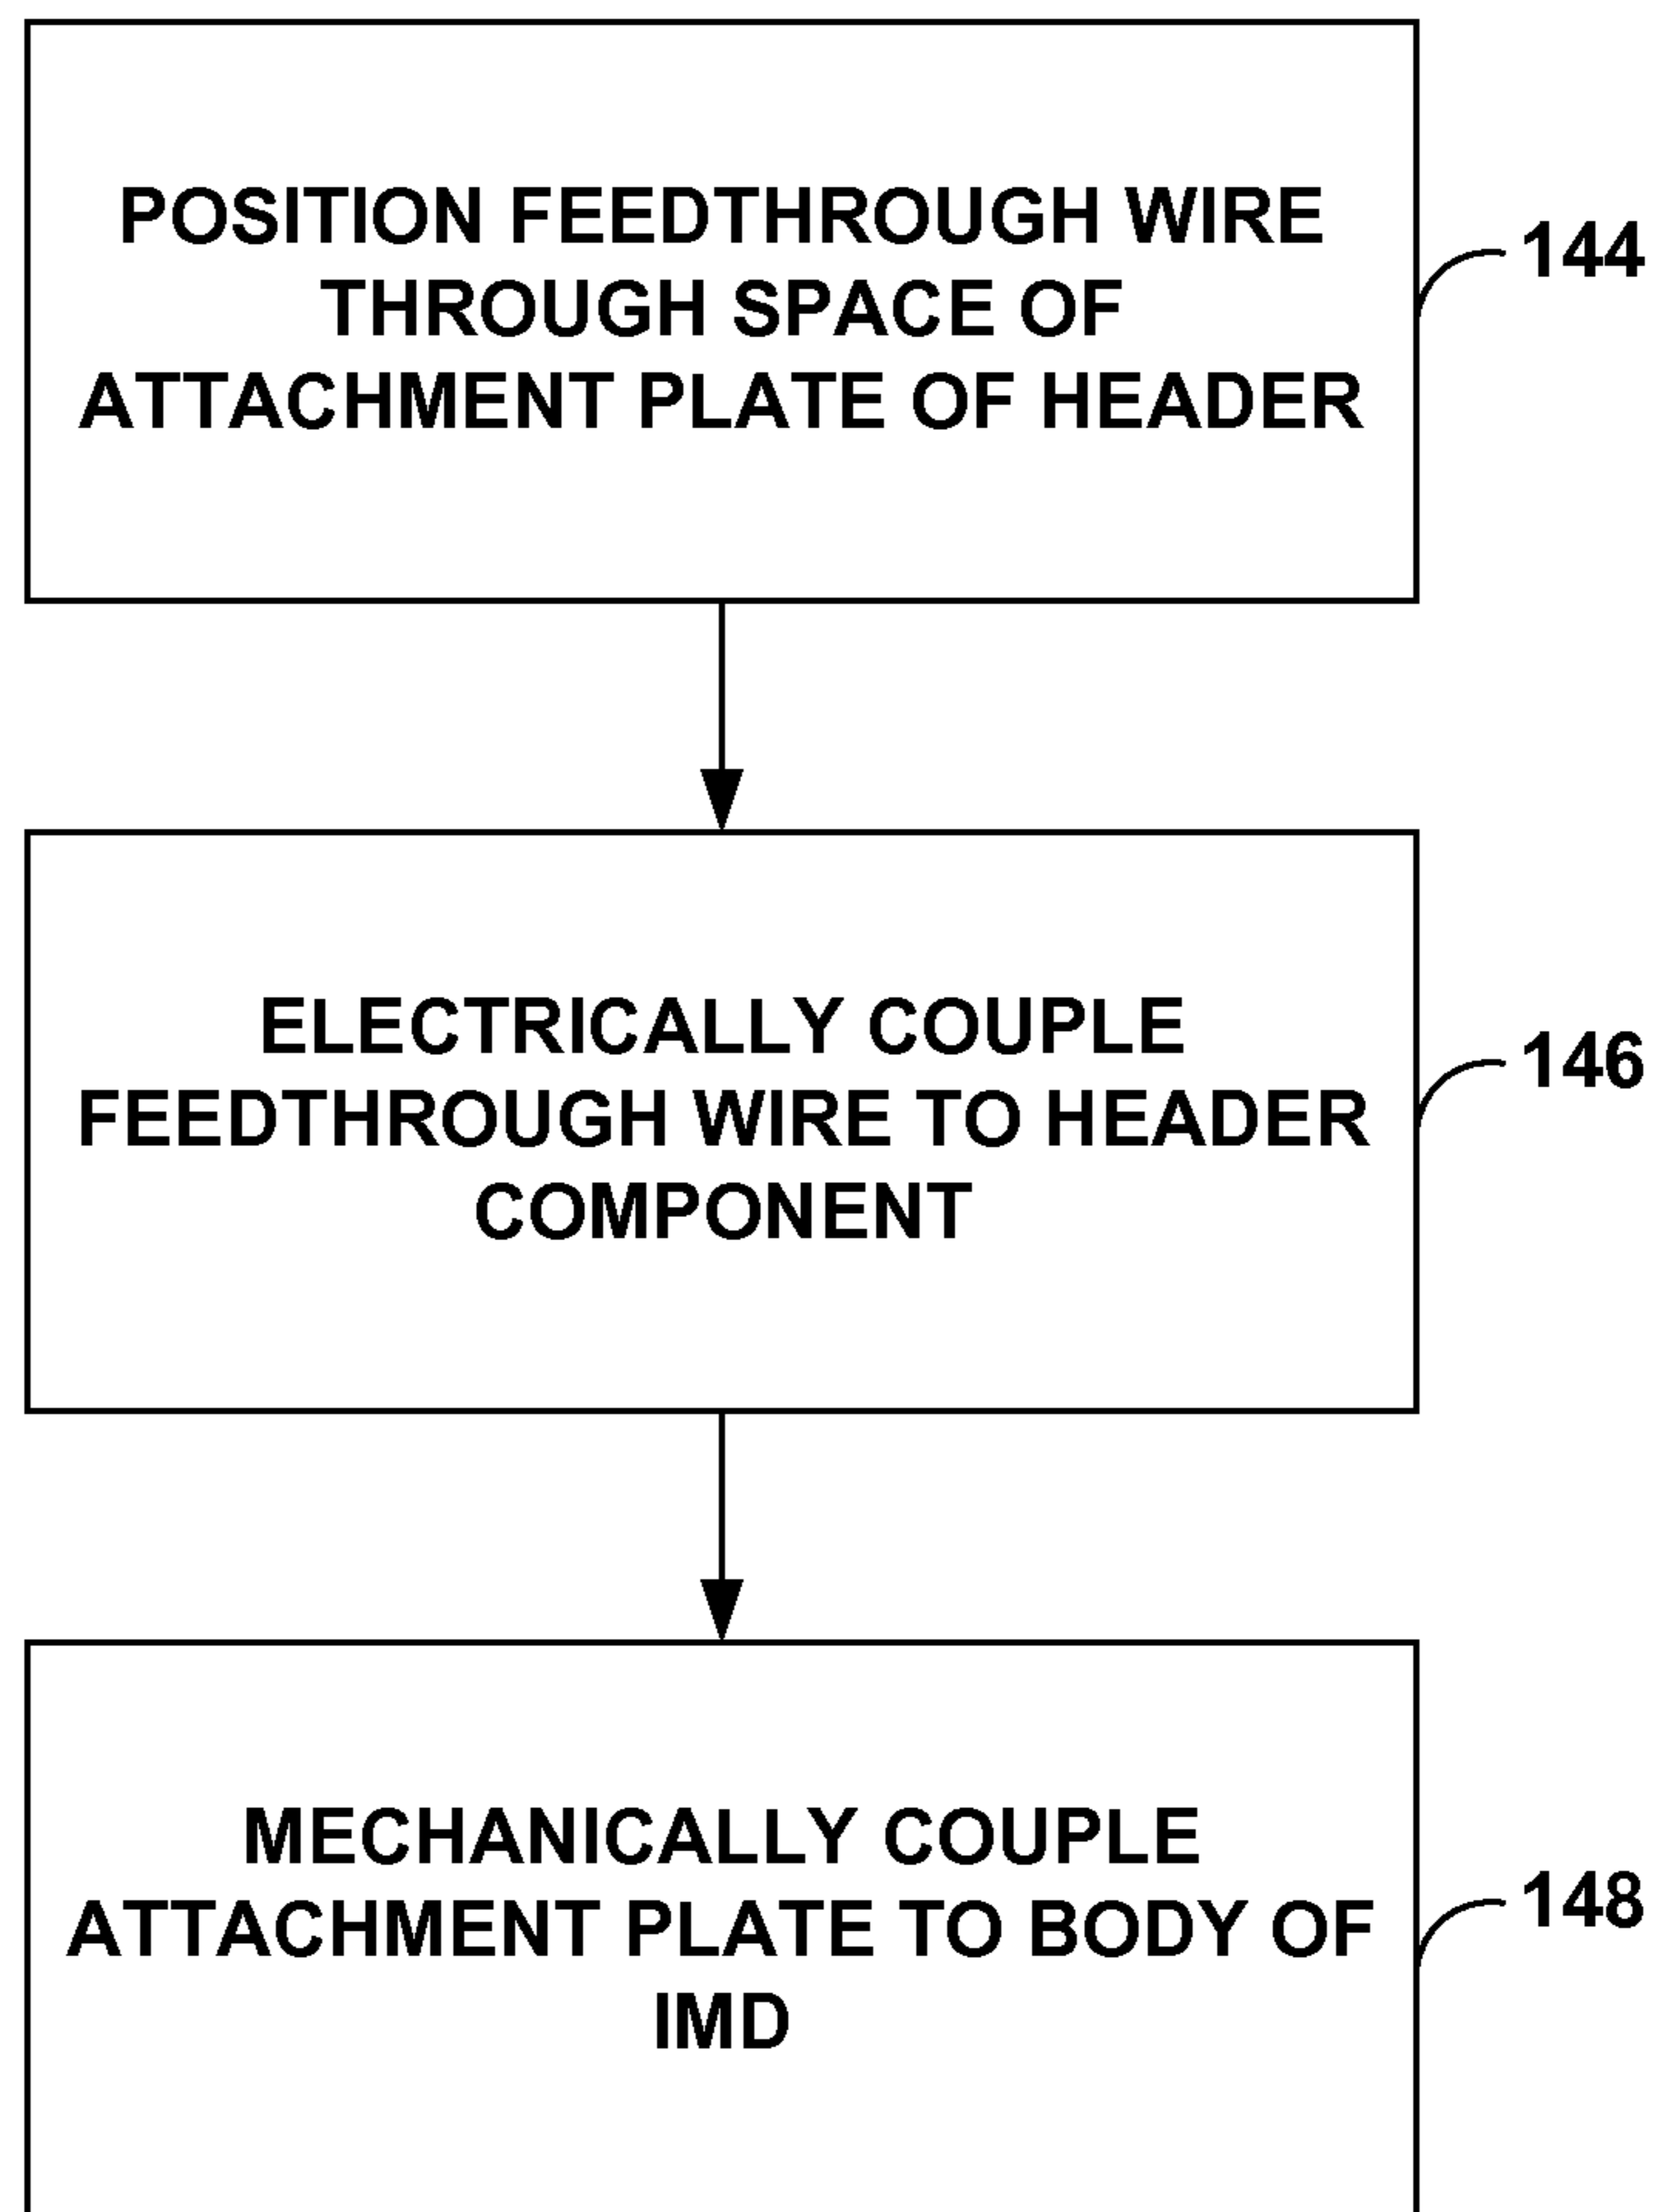 POSITION FEEDTHROUGH WIRE
THROUGH SPACE OF
ATTACHMENT PLATE OF HEADER
144
ELECTRICALLY COUPLE
FEEDTHROUGH WIRE TO HEADER
COMPONENT
146
MECHANICALLY COUPLE
ATTACHMENT PLATE TO BODY OF
IMD
148